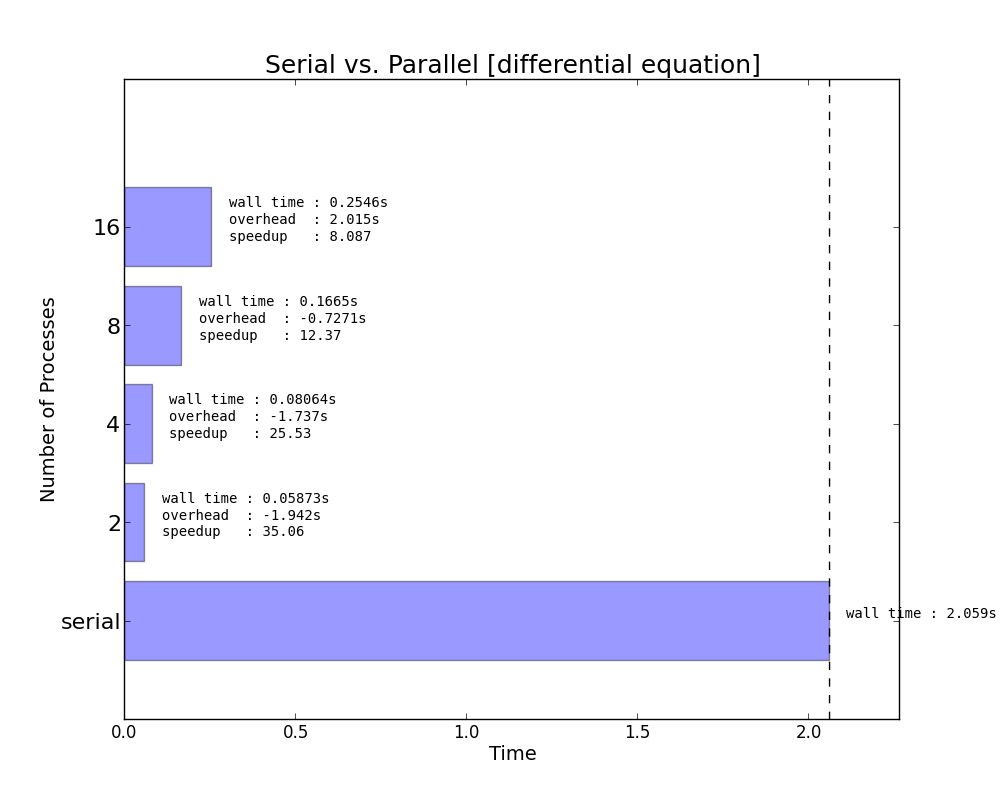 Serial vs. Parallel [differential equation]
Number of Processes
16
wall time : 0.2546s
overhead  : 2.015s
speedup   : 8.087
8
wall time : 0.1665s
overhead  : -0.7271s
speedup   : 12.37
4
wall time : 0.08064s
overhead  : -1.737s
speedup   : 25.53
2
wall time : 0.05873s
overhead  : -1.942s
speedup   : 35.06
serial
wall time : 2.059s
0.0 0.5 1.0 1.5 2.0
Time